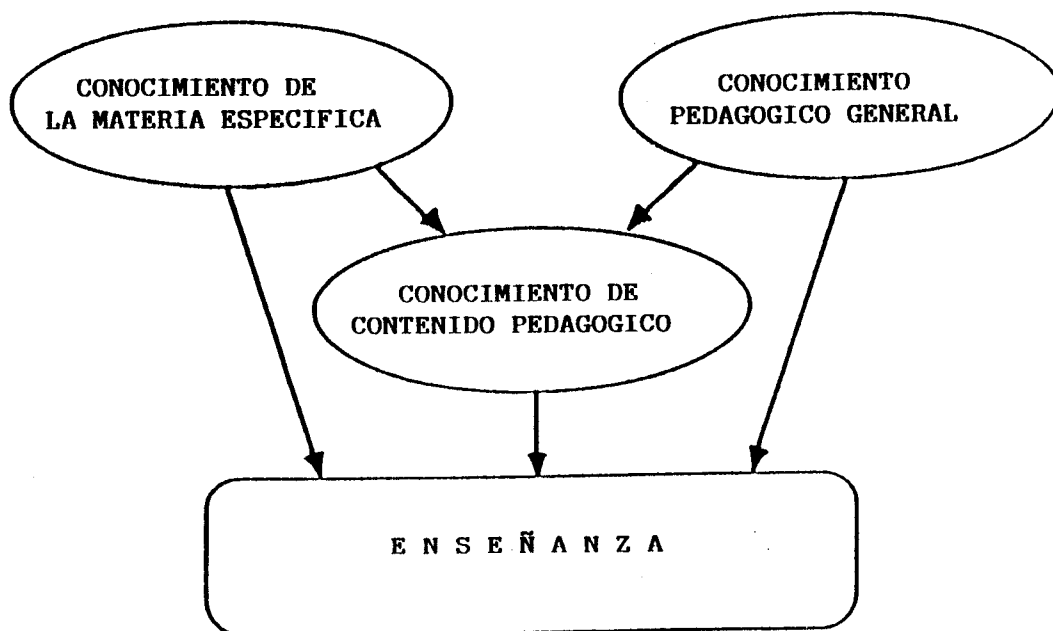 CONOCIMIENTO DE
LA MATERIA ESPECIFICA
CONOCIMIENTO
PEDAGOGICO GENERAL
CONOCIMIENTO DE
CONTENIDO PEDAGOGICO
E N S E Ñ A N Z A